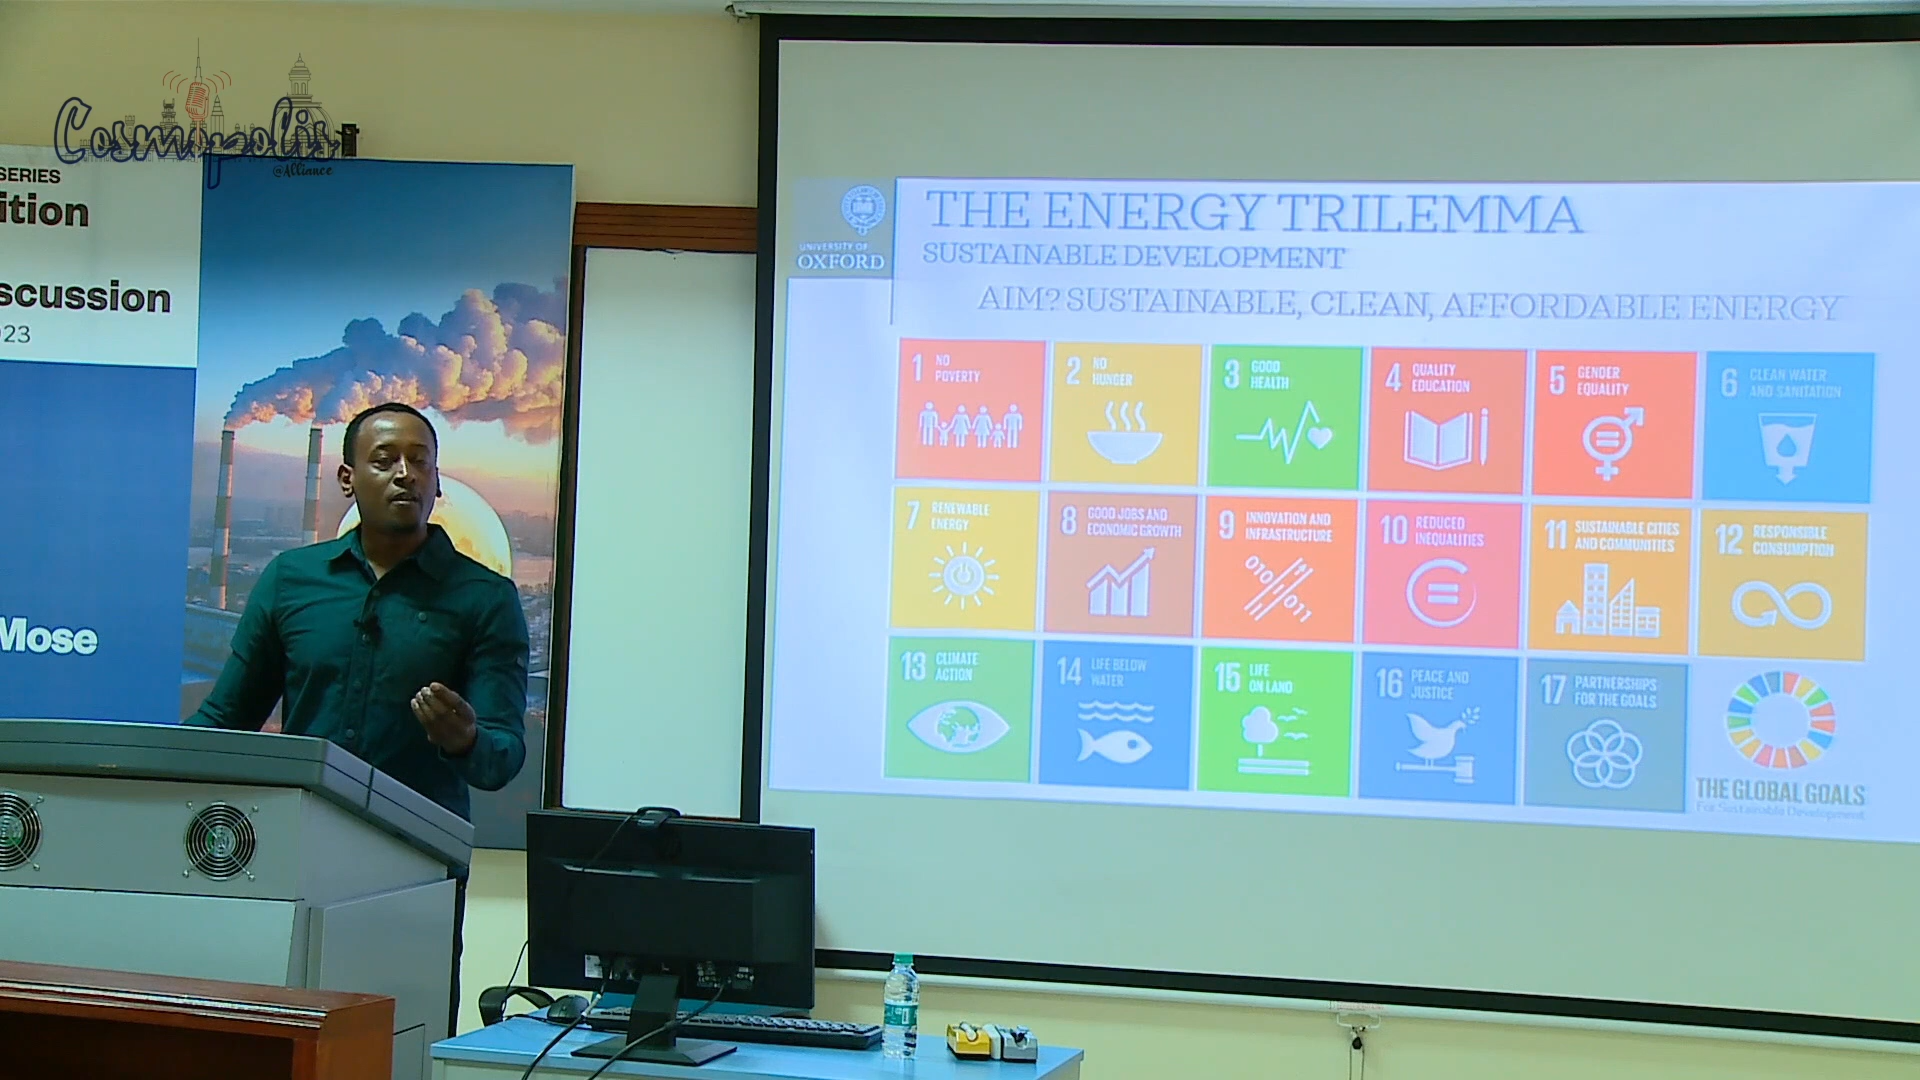 Cosmopolis
@Alliance
SERIES
ition
scussion
23
Mose
UNIVERSITY OF
OXFORD
THE ENERGY TRILEMMA
SUSTAINABLE DEVELOPMENT
AIM? SUSTAINABLE, CLEAN, AFFORDABLE ENERGY
1 NO
POVERTY
2 NO
HUNGER
3 GOOD
HEALTH
4 QUALITY
EDUCATION
5 GENDER
EQUALITY
6 CLEAN WATER
AND SANITATION
7 RENEWABLE
ENERGY
8 GOOD JOBS AND
ECONOMIC GROWTH
9 INNOVATION AND
INFRASTRUCTURE
010
011
10 REDUCED
INEQUALITIES
11 SUSTAINABLE CITIES
AND COMMUNITIES
12 RESPONSIBLE
CONSUMPTION
13 CLIMATE
ACTION
14 LIFE BELOW
WATER
15 LIFE
ON LAND
16 PEACE AND
JUSTICE
17 PARTNERSHIPS
FOR THE GOALS
THE GLOBAL GOALS
For Sustainable Development